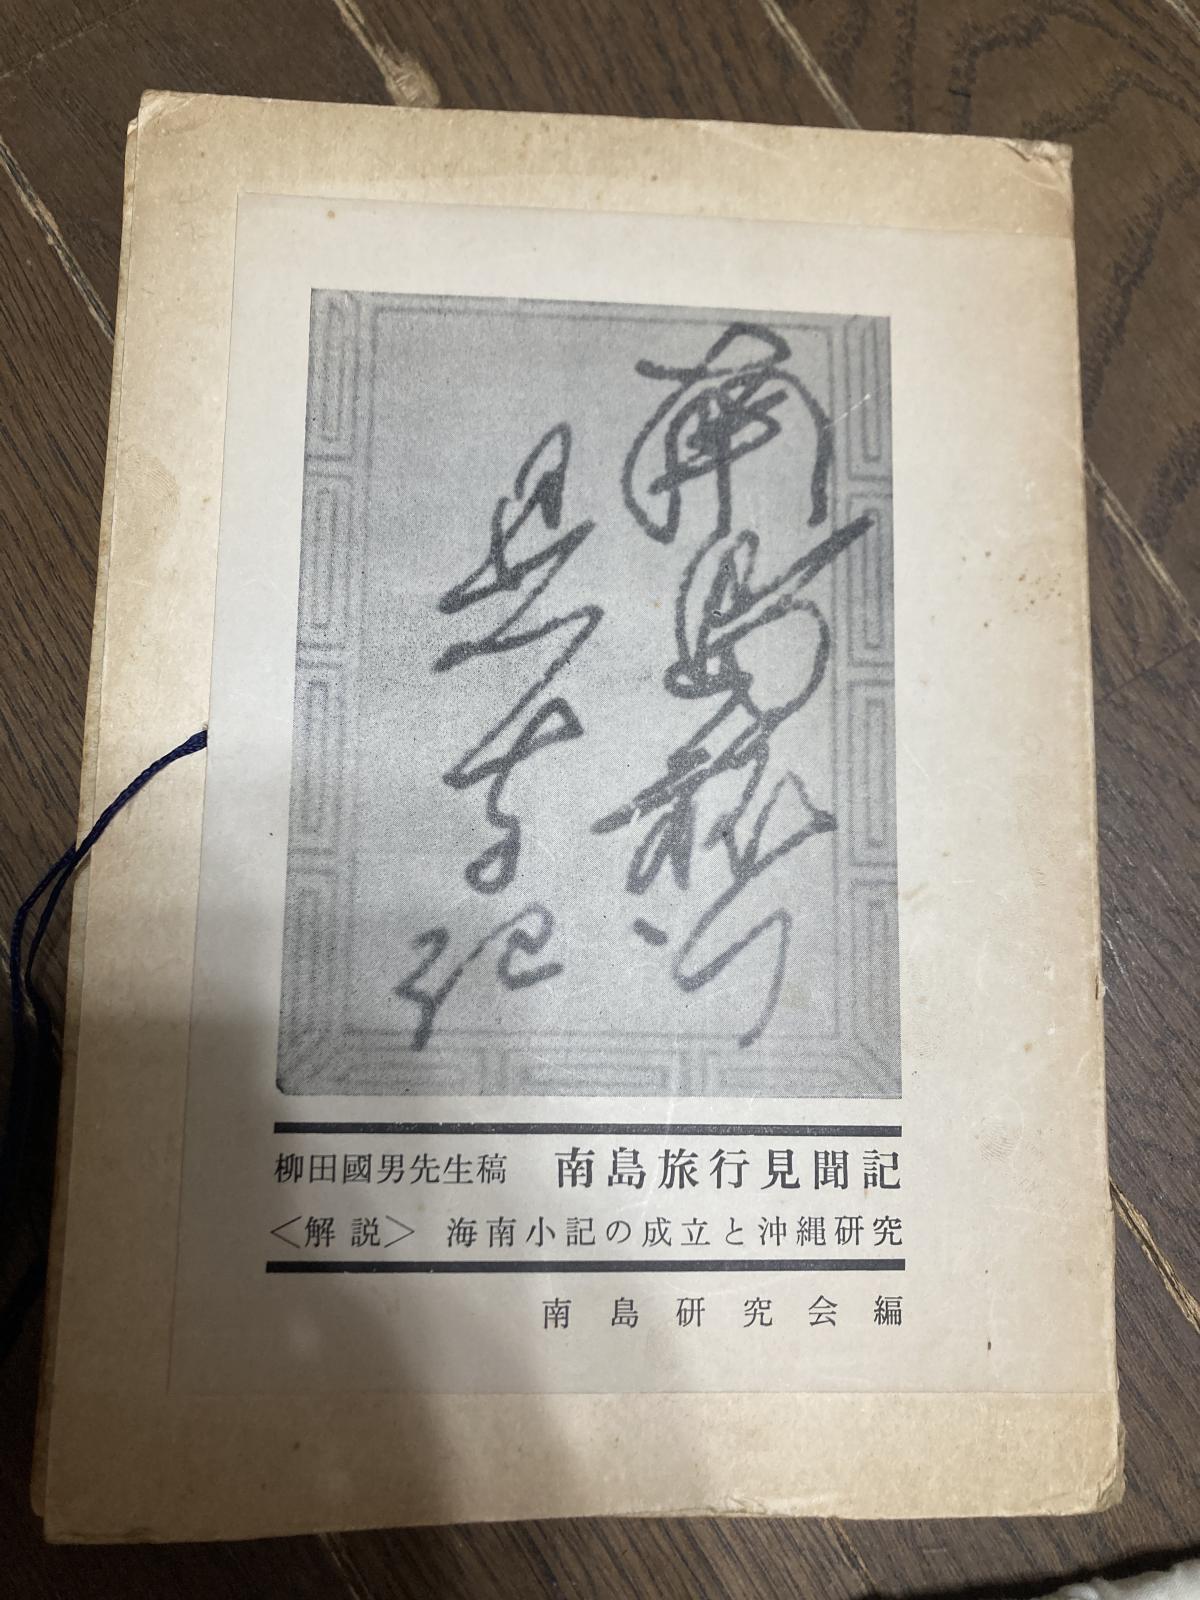 南島旅行
見聞記
柳田國男先生稿 南島旅行見聞記
＜解説＞ 海南小記の成立と沖縄研究
南島研究会編